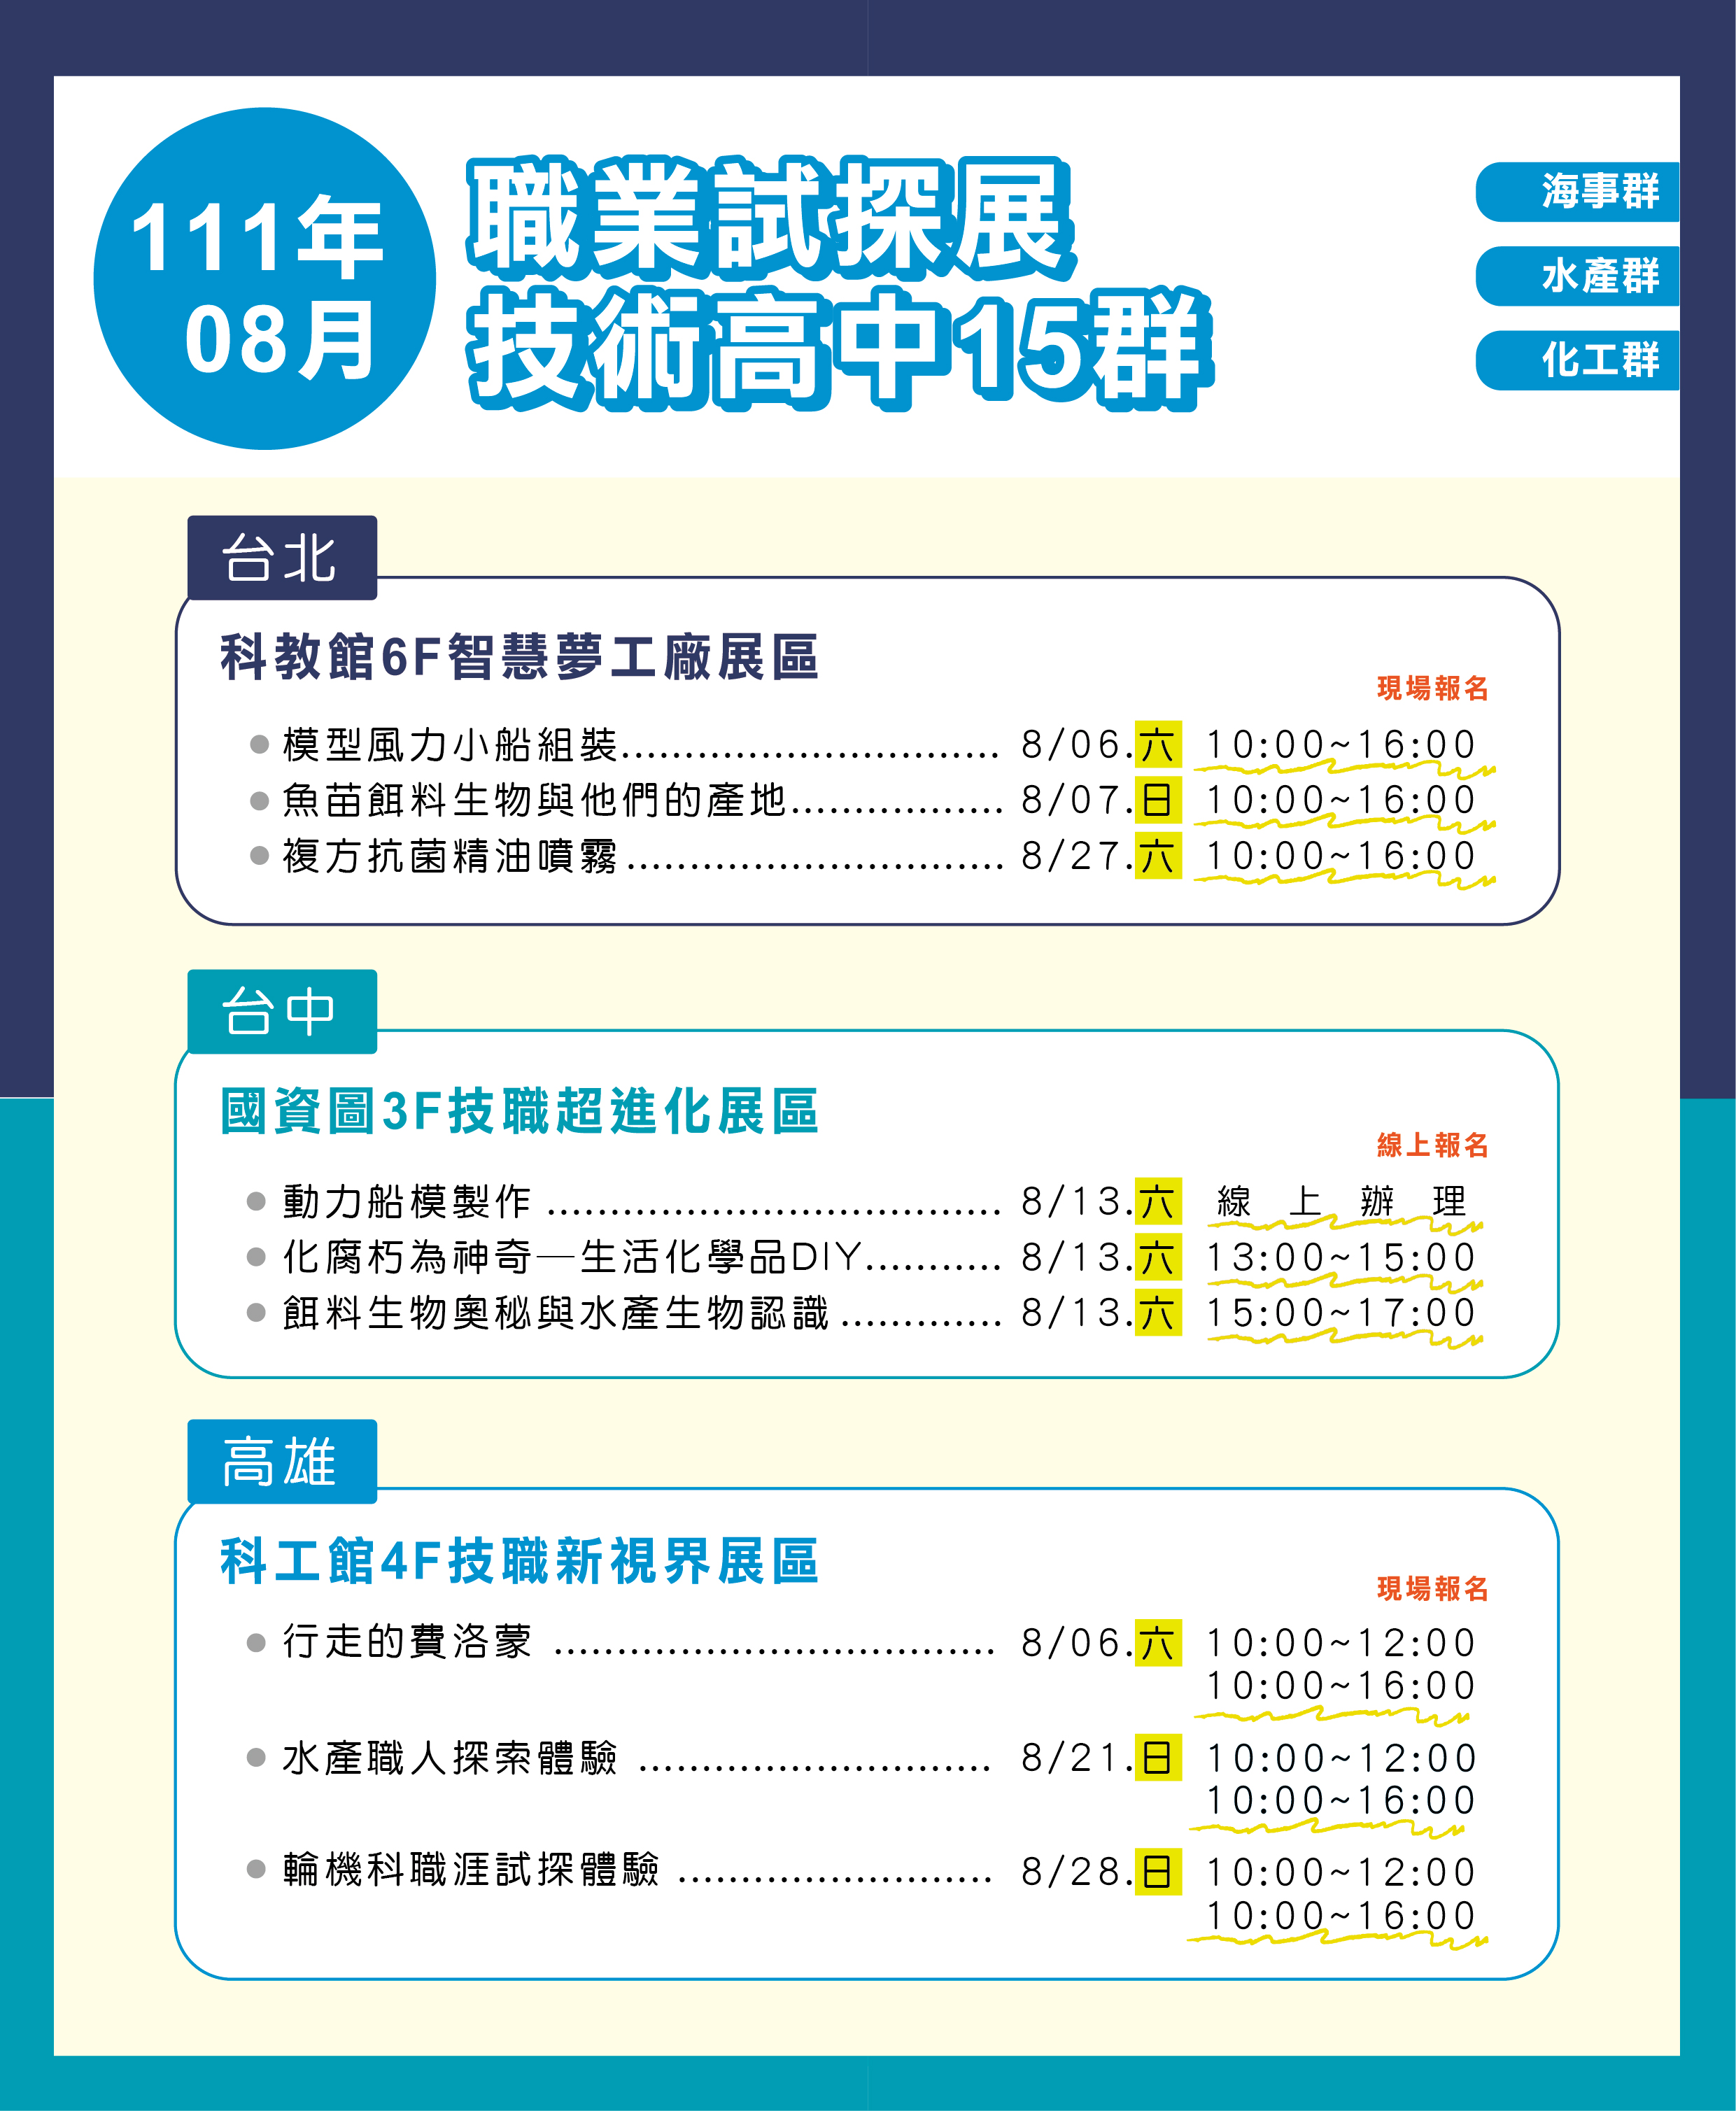 111年
08月
職業試探展
技術高中15群
海事群
水產群
化工群
台北
科教館6F智慧夢工廠展區
現場報名
模型風力小船組裝.............................. 8/06.六 10:00~16:00
魚苗餌料生物與他們的產地................. 8/07.日 10:00~16:00
複方抗菌精油噴霧.............................. 8/27.六 10:00~16:00
台中
國資圖3F技職超進化展區
線上報名
動力船模製作 .................................... 8/13.六 線 上 辦 理
化腐朽為神奇—生活化學品DIY........... 8/13.六 13:00~15:00
餌料生物奧秘與水產生物認識 ............. 8/13.六 15:00~17:00
高雄
科工館4F技職新視界展區
現場報名
行走的費洛蒙 ................................... 8/06.六 10:00~12:00
10:00~16:00
水產職人探索體驗 ............................ 8/21.日 10:00~12:00
10:00~16:00
輪機科職涯試探體驗 ......................... 8/28.日 10:00~12:00
10:00~16:00